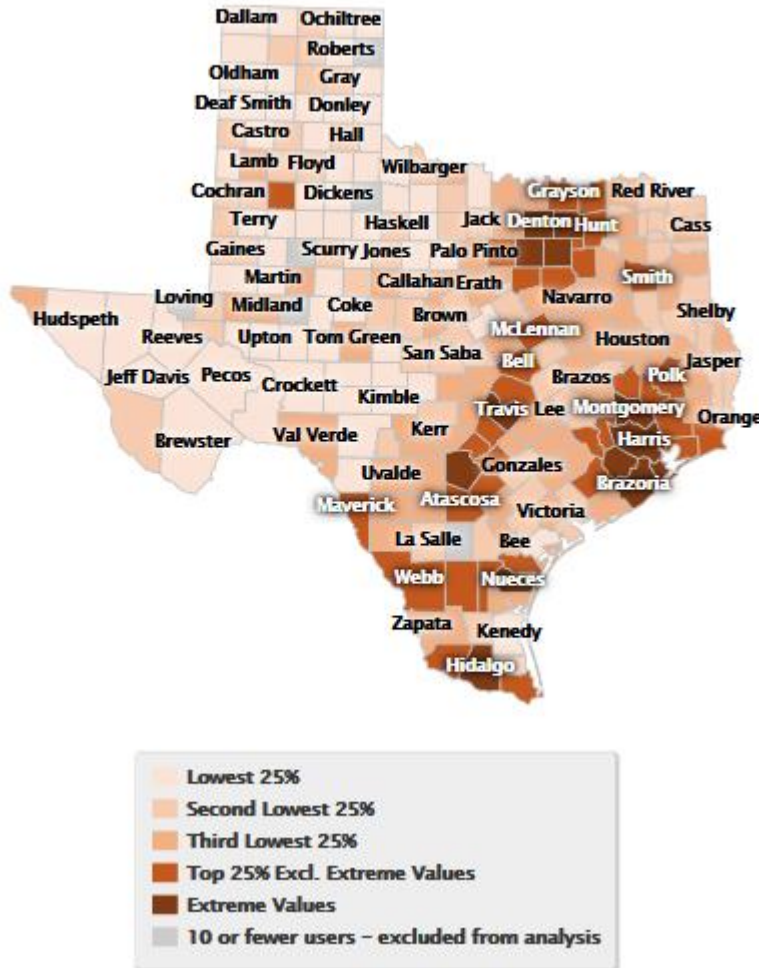 Dallam Ochiltree
Roberts
Oldham Gray
Deaf Smith Donley
Castro Hall
Lamb Floyd Wilbarger
Cochran Dickens Grayson Red River
Terry Haskell Jack Denton Hunt Cass
Gaines Scurry Jones Palo Pinto
Martin Callahan Erath Smith
Loving Midland Coke Navarro
Hudspeth Brown McLennan Shelby
Reeves Upton Tom Green Houston
San Saba Bell Jasper
Jeff Davis Pecos Crockett Brazos Polk
Kimble Travis Lee Montgomery
Brewster Val Verde Kerr Harris Orange
Uvalde Gonzales
Maverick Atascosa Brazoria
Victoria
La Salle Bee
Webb Nueces
Zapata Kenedy
Hidalgo
Lowest 25%
Second Lowest 25%
Third Lowest 25%
Top 25% Excl. Extreme Values
Extreme Values
10 or fewer users – excluded from analysis